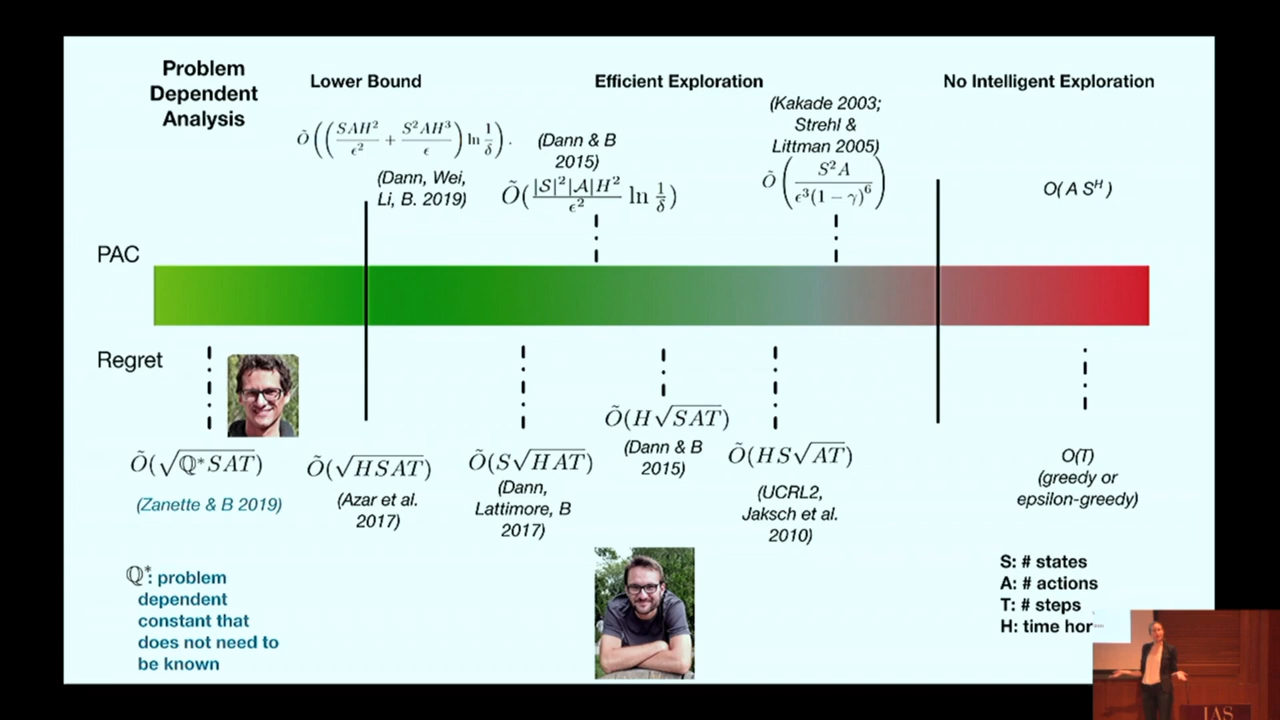 Problem
Dependent
Analysis
Lower Bound
Efficient Exploration
No Intelligent Exploration
Õ((SAH²/ϵ² + S²AH³/ϵ) ln 1/δ).
(Dann, Wei,
Li, B. 2019)
(Dann & B
2015)
Õ(|S|²|A|H²/ϵ² ln 1/δ)
(Kakade 2003;
Strehl &
Littman 2005)
Õ(S²A/ϵ³(1 − γ)⁶)
O( A Sᴴ )
PAC
Regret
Õ(√ℚ*SAT)
(Zanette & B 2019)
Õ(√HSAT)
(Azar et al.
2017)
Õ(S√HAT)
(Dann,
Lattimore, B
2017)
Õ(H√SAT)
(Dann & B
2015)
Õ(HS√AT)
(UCRL2,
Jaksch et al.
2010)
O(T)
(greedy or
epsilon-greedy)
ℚ*: problem
dependent
constant that
does not need to
be known
S: # states
A: # actions
T: # steps
H: time hor
IAS